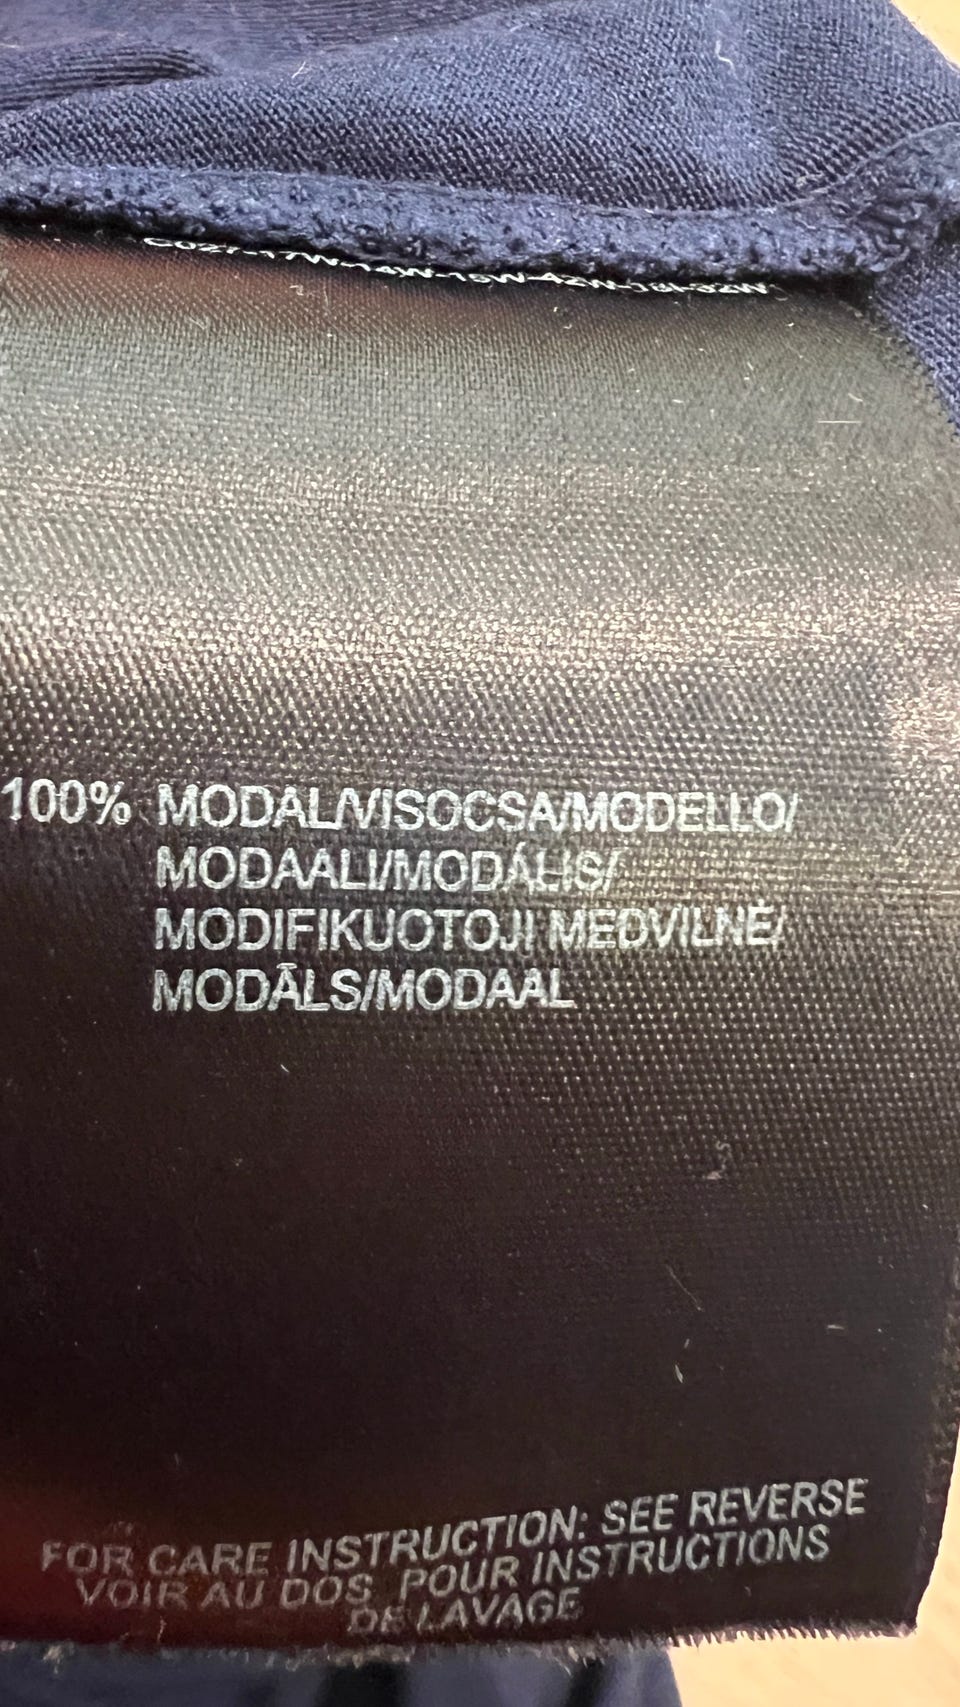 100% MODAL/VISOCSA/MODELLO/
MODAALI/MODÁLIS/
MODIFIKUOTOJI MEDVILNĖ/
MODĀLS/MODAAL
FOR CARE INSTRUCTION: SEE REVERSE
VOIR AU DOS POUR INSTRUCTIONS
DE LAVAGE